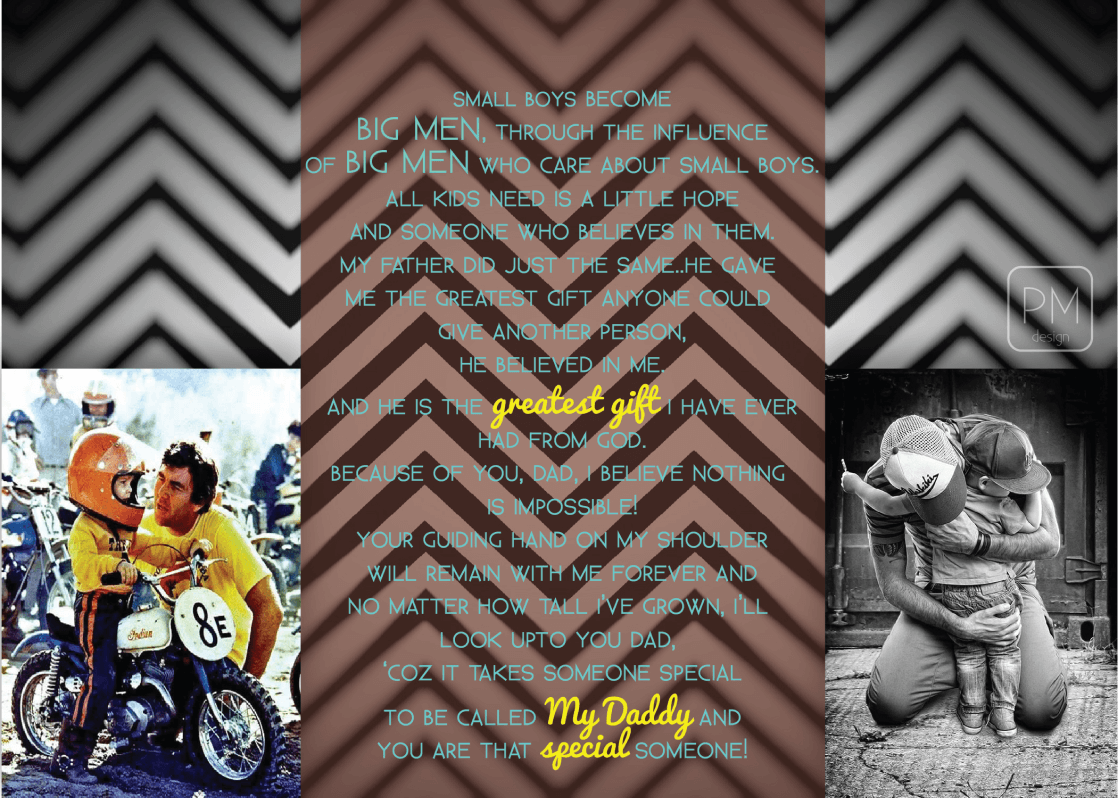 SMALL BOYS BECOME
BIG MEN, THROUGH THE INFLUENCE
OF BIG MEN WHO CARE ABOUT SMALL BOYS.
ALL KIDS NEED IS A LITTLE HOPE
AND SOMEONE WHO BELIEVES IN THEM.
MY FATHER DID JUST THE SAME..HE GAVE
ME THE GREATEST GIFT ANYONE COULD
GIVE ANOTHER PERSON,
HE BELIEVED IN ME.
AND HE IS THE greatest gift I HAVE EVER
HAD FROM GOD.
BECAUSE OF YOU, DAD, I BELIEVE NOTHING
IS IMPOSSIBLE!
YOUR GUIDING HAND ON MY SHOULDER
WILL REMAIN WITH ME FOREVER AND
NO MATTER HOW TALL I'VE GROWN, I'LL
LOOK UPTO YOU DAD,
'COZ IT TAKES SOMEONE SPECIAL
TO BE CALLED My Daddy AND
YOU ARE THAT special SOMEONE!
PM
design
8E
Indian